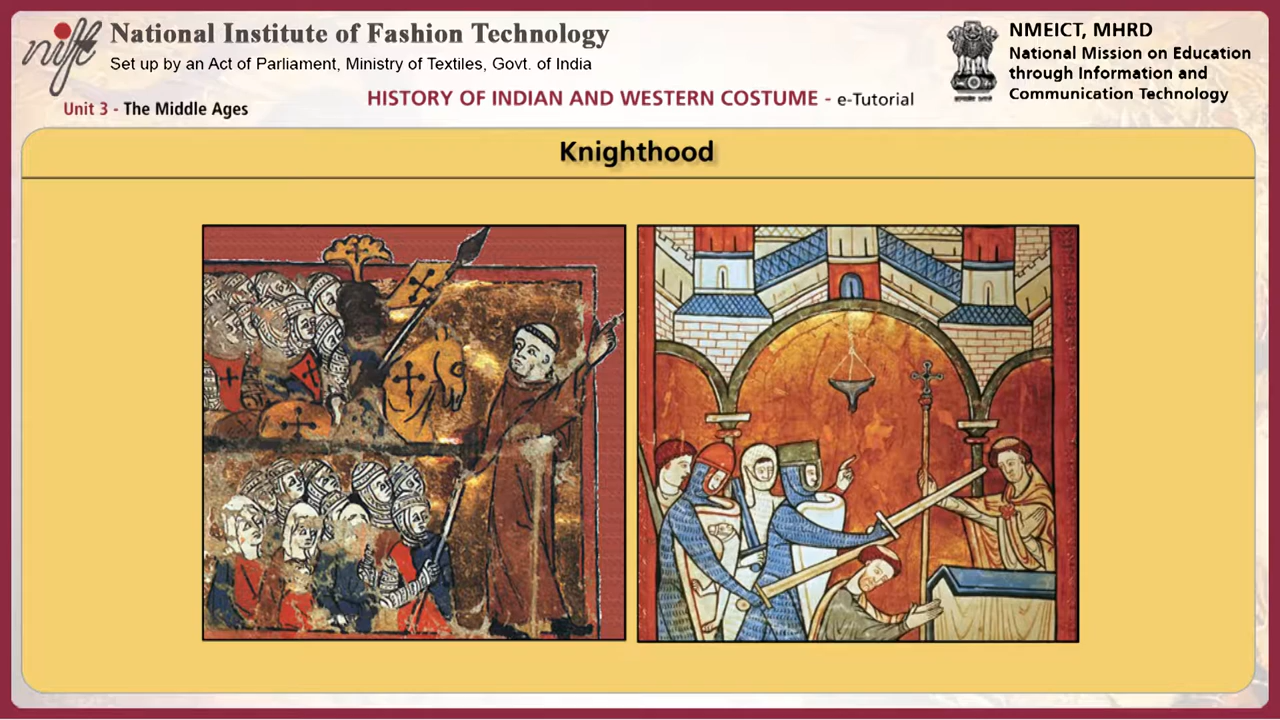 nift
National Institute of Fashion Technology
Set up by an Act of Parliament, Ministry of Textiles, Govt. of India
NMEICT, MHRD
National Mission on Education
through Information and
Communication Technology
Unit 3 - The Middle Ages
HISTORY OF INDIAN AND WESTERN COSTUME - e-Tutorial
Knighthood